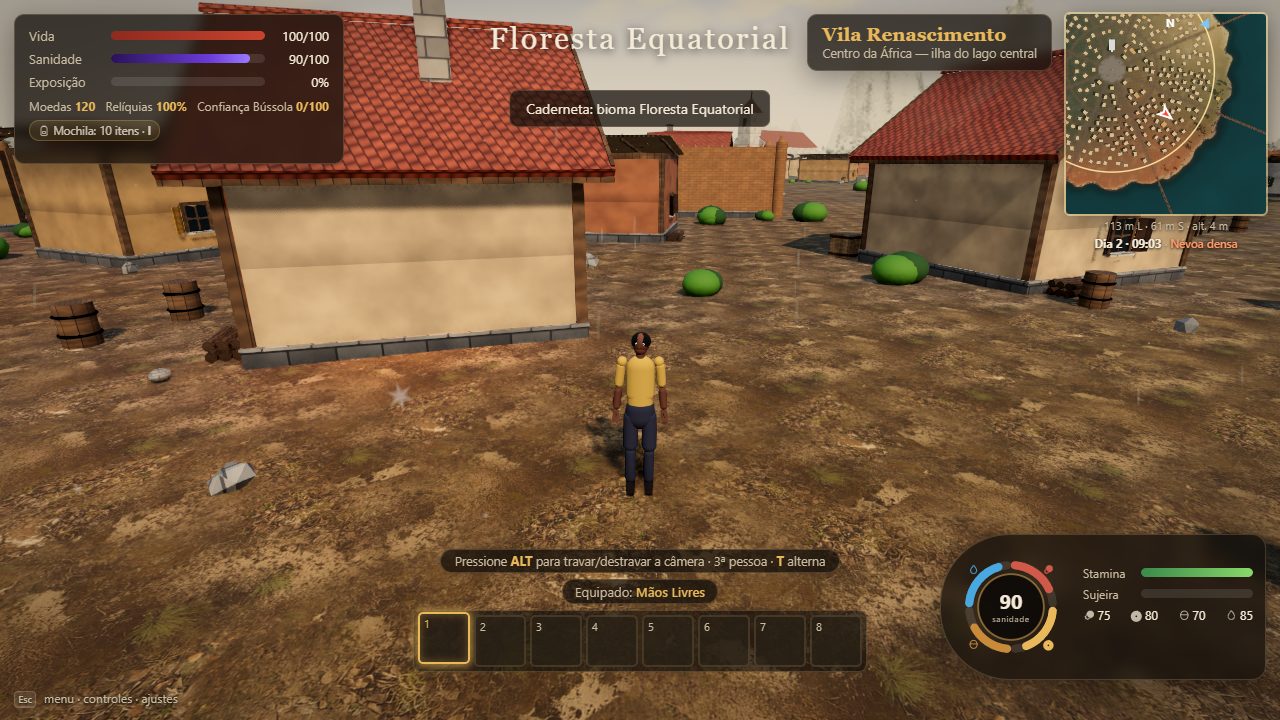 Vida 100/100
Sanidade 90/100
Exposição 0%
Moedas 120 Relíquias 100% Confiança Bússola 0/100
Mochila: 10 itens · I
Floresta Equatorial
Caderneta: bioma Floresta Equatorial
Vila Renascimento
Centro da África — ilha do lago central
N
113 m L · 61 m S · alt. 4 m
Dia 2 · 09:03 · Névoa densa
Pressione ALT para travar/destravar a câmera · 3ª pessoa · T alterna
Equipado: Mãos Livres
1 2 3 4 5 6 7 8
90
sanidade
Stamina
Sujeira
75 80 70 85
Esc menu · controles · ajustes